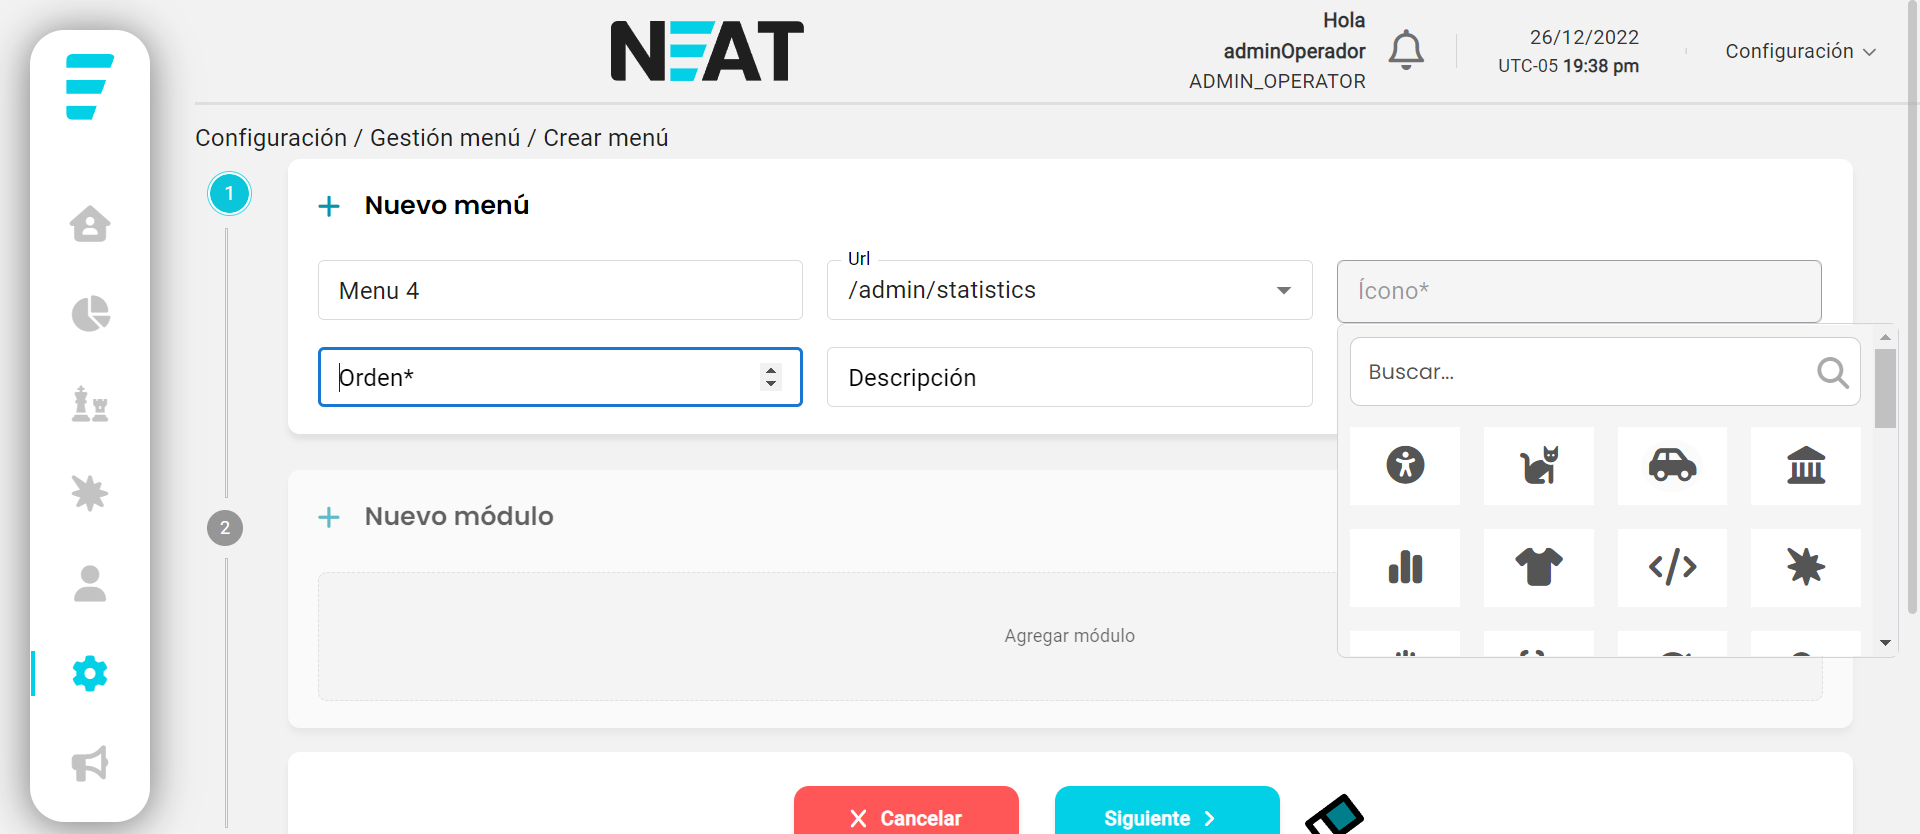 NEAT
Hola
adminOperador
ADMIN_OPERATOR
26/12/2022
UTC-05 19:38 pm
Configuración
Configuración / Gestión menú / Crear menú
1
Nuevo menú
Menu 4
Url
/admin/statistics
Ícono*
Orden*
Descripción
Buscar...
2
Nuevo módulo
Agregar módulo
Cancelar
Siguiente